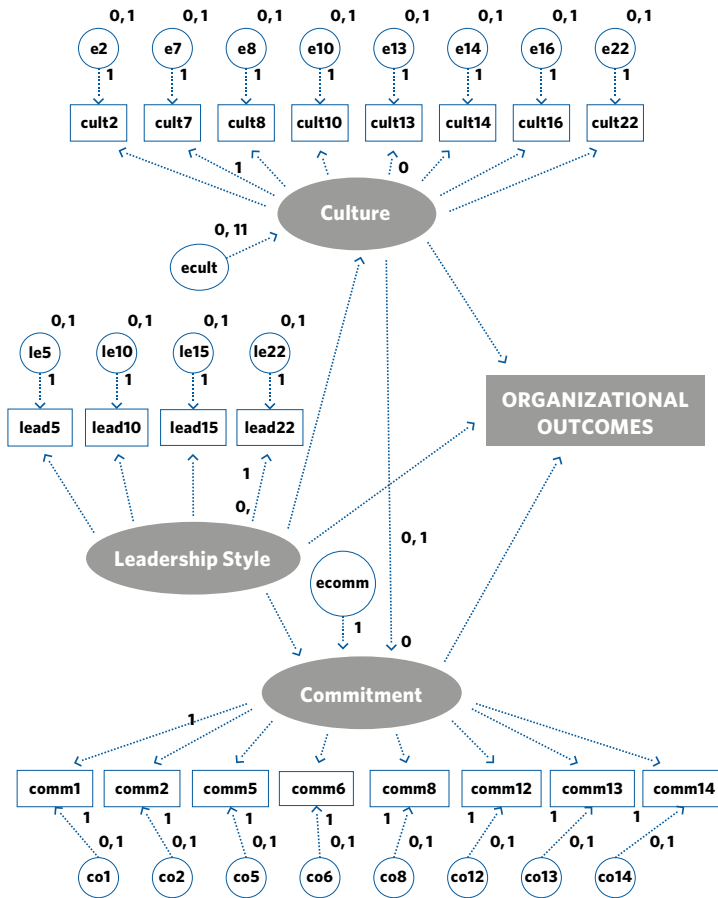 0, 1 0, 1 0, 1 0, 1 0, 1 0, 1 0, 1 0, 1
e2 e7 e8 e10 e13 e14 e16 e22
1 1 1 1 1 1 1 1
cult2 cult7 cult8 cult10 cult13 cult14 cult16 cult22
1 0
Culture
0, 11
ecult
0, 1 0, 1 0, 1 0, 1
le5 le10 le15 le22
1 1 1 1
lead5 lead10 lead15 lead22
ORGANIZATIONAL
OUTCOMES
1
0,
Leadership Style
0, 1
ecomm
1
0
Commitment
1
comm1 comm2 comm5 comm6 comm8 comm12 comm13 comm14
1 1 1 1 1 1 1 1
0, 1 0, 1 0, 1 0, 1 0, 1 0, 1 0, 1 0, 1
co1 co2 co5 co6 co8 co12 co13 co14